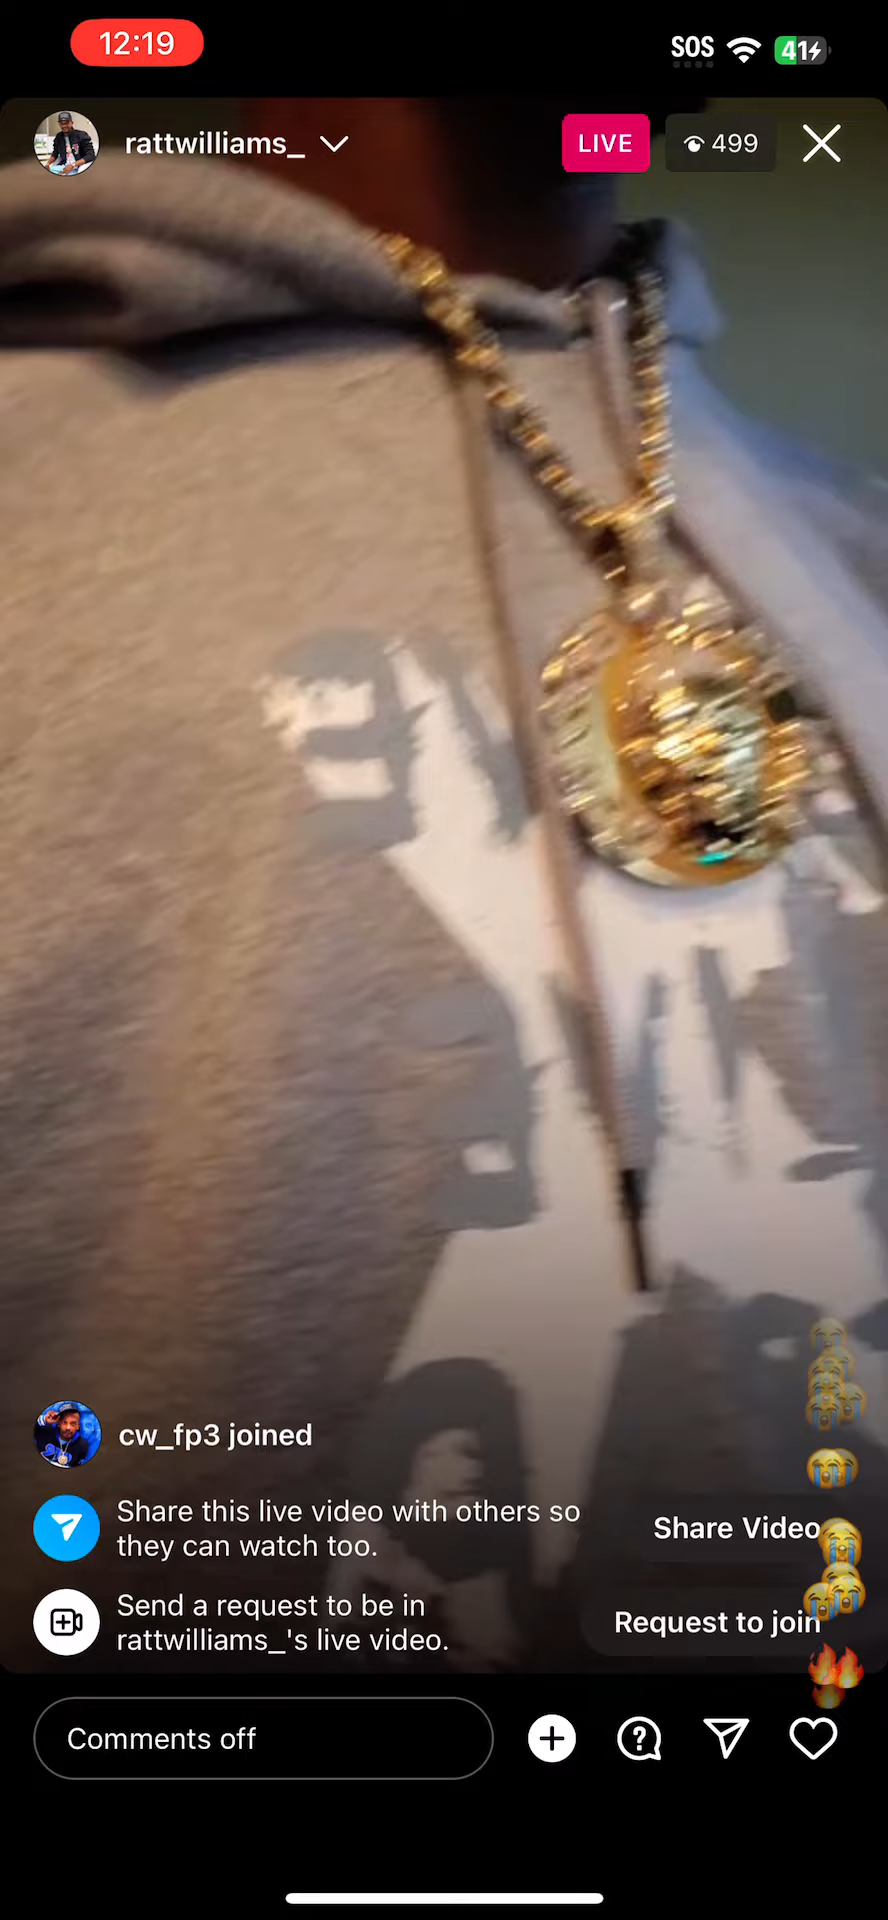 12:19
SOS
41
rattwilliams_
LIVE
499
cw_fp3 joined
Share this live video with others so
they can watch too.
Share Video
Send a request to be in
rattwilliams_'s live video.
Request to join
Comments off